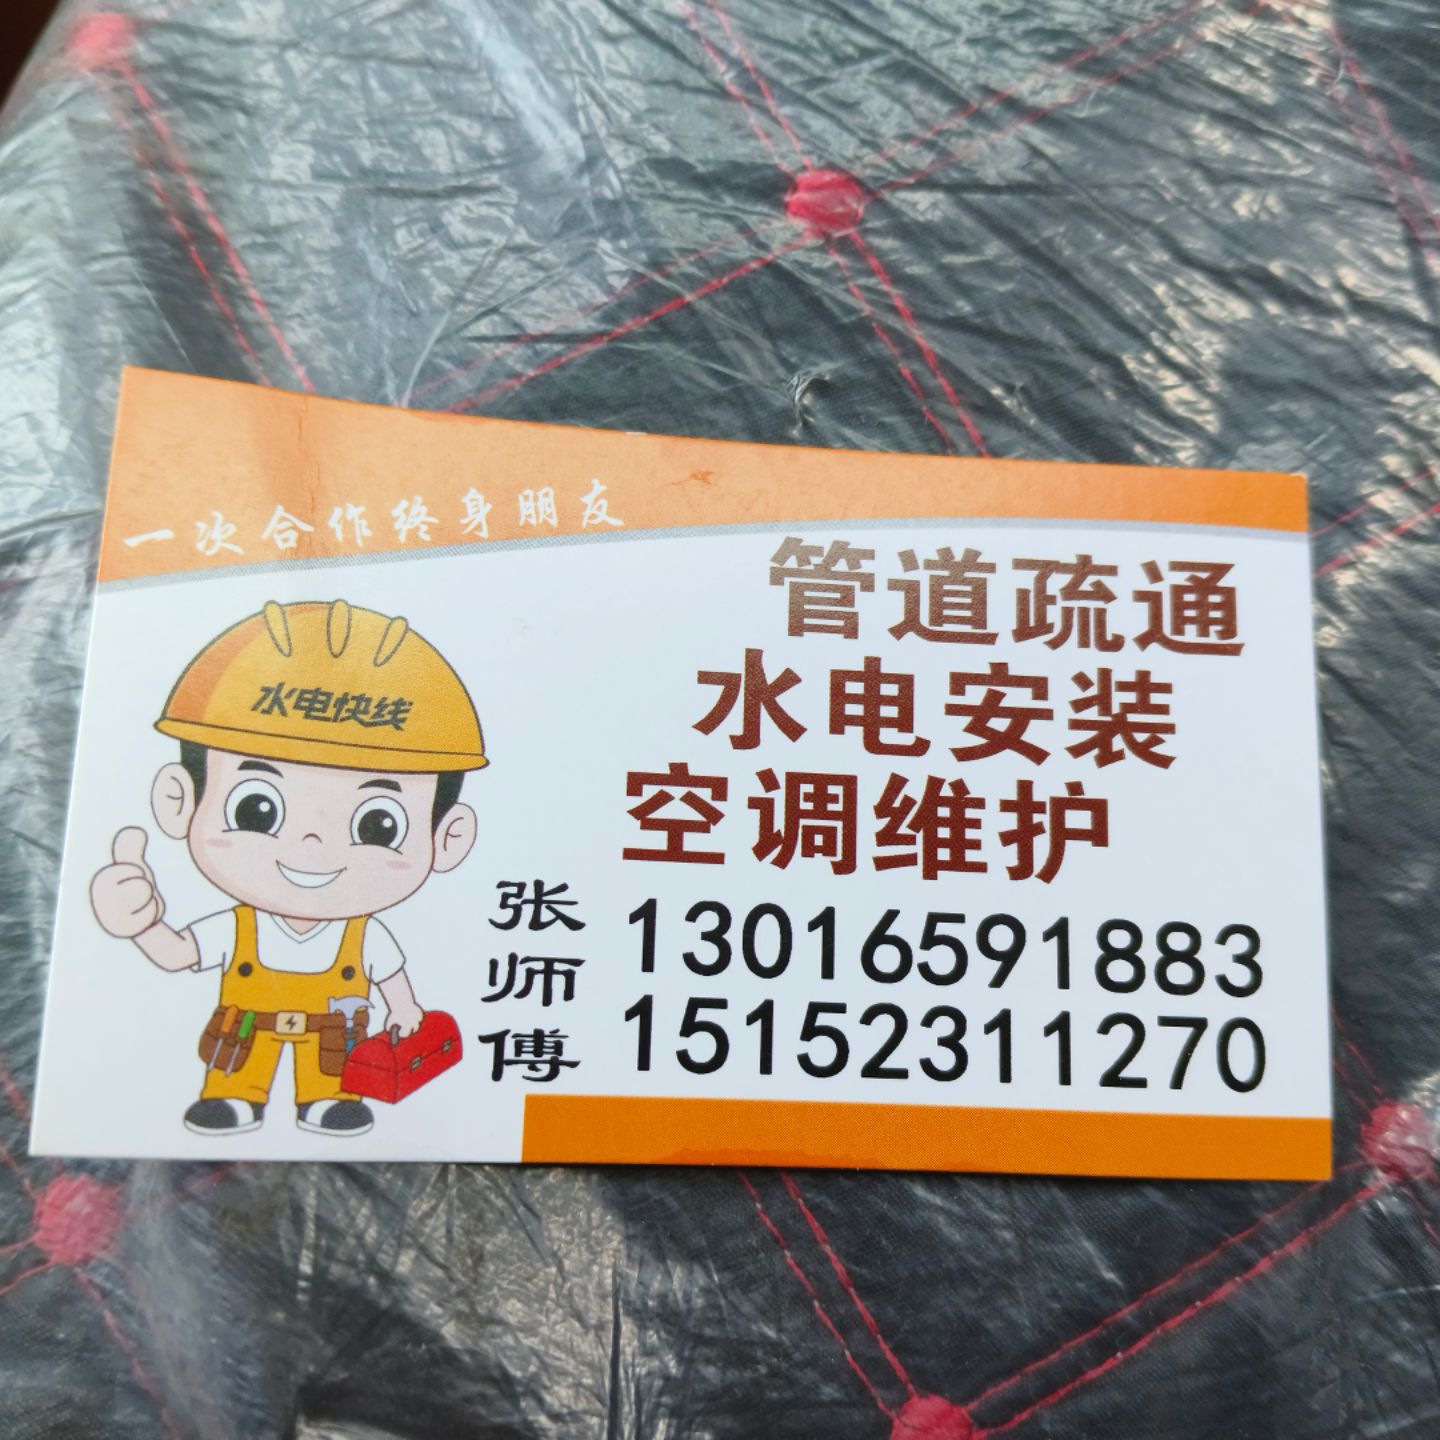 一次合作终身朋友
管道疏通
水电安装
空调维护
水电快线
张师傅
13016591883
15152311270